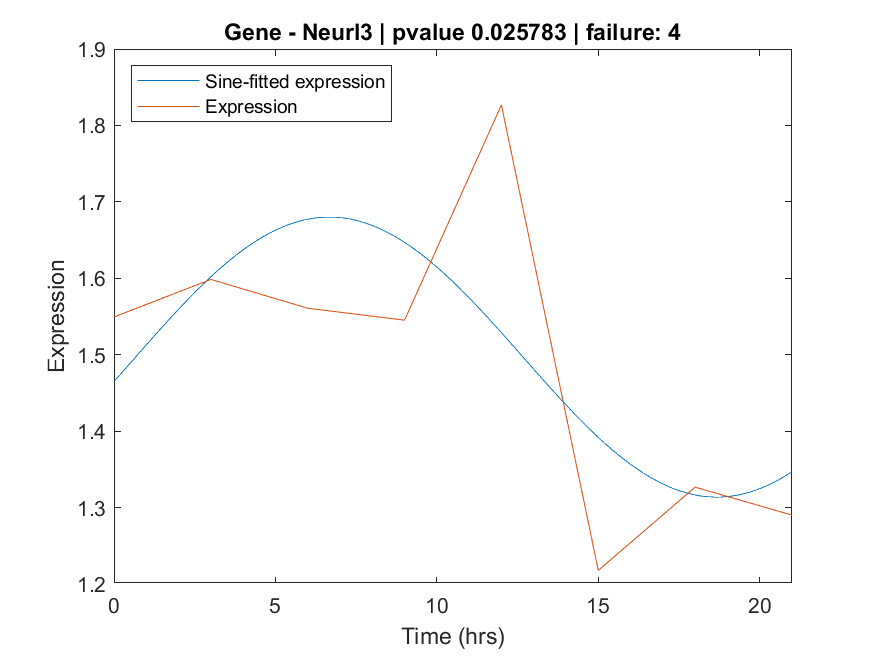 Gene - Neurl3 | pvalue 0.025783 | failure: 4
1.9
1.8
1.7
1.6
1.5
1.4
1.3
1.2
Expression
Sine-fitted expression
Expression
0
5
10
15
20
Time (hrs)